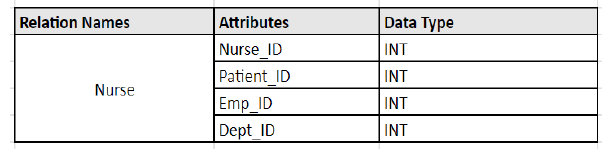 Relation Names Attributes Data Type
Nurse
Nurse_ID INT
Patient_ID INT
Emp_ID INT
Dept_ID INT